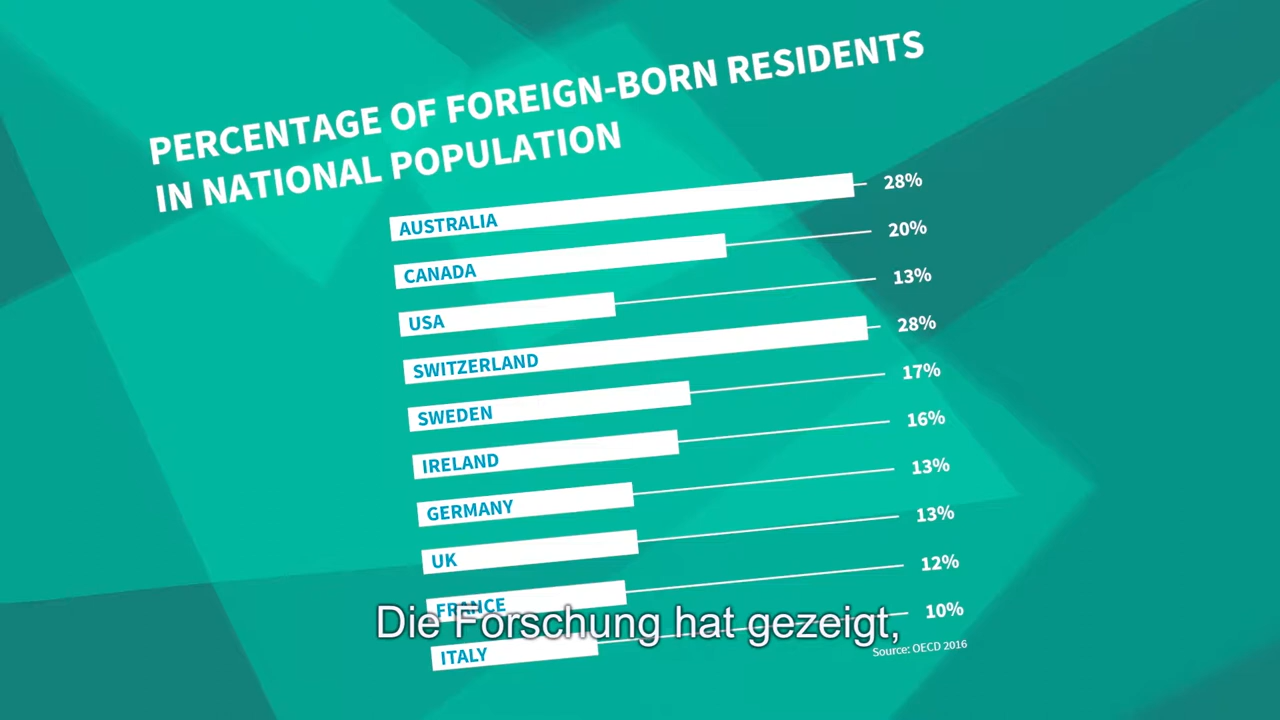 PERCENTAGE OF FOREIGN-BORN RESIDENTS
IN NATIONAL POPULATION
AUSTRALIA 28%
CANADA 20%
USA 13%
SWITZERLAND 28%
SWEDEN 17%
IRELAND 16%
GERMANY 13%
UK 13%
FRANCE 12%
ITALY 10%
Source: OECD 2016
Die Forschung hat gezeigt,